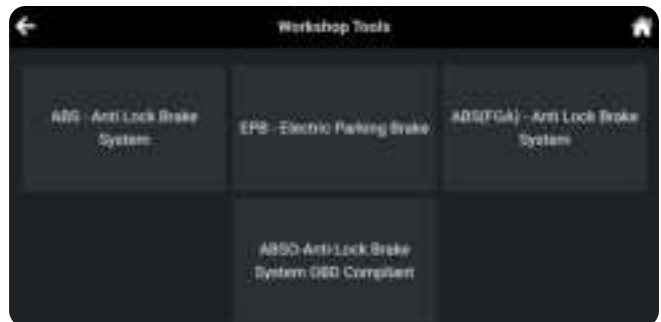 Workshop Tools
ABS - Anti Lock Brake
System
EPB - Electric Parking Brake
ABS(FGA) - Anti Lock Brake
System
ABSO-Anti-Lock Brake
System OBD Compliant